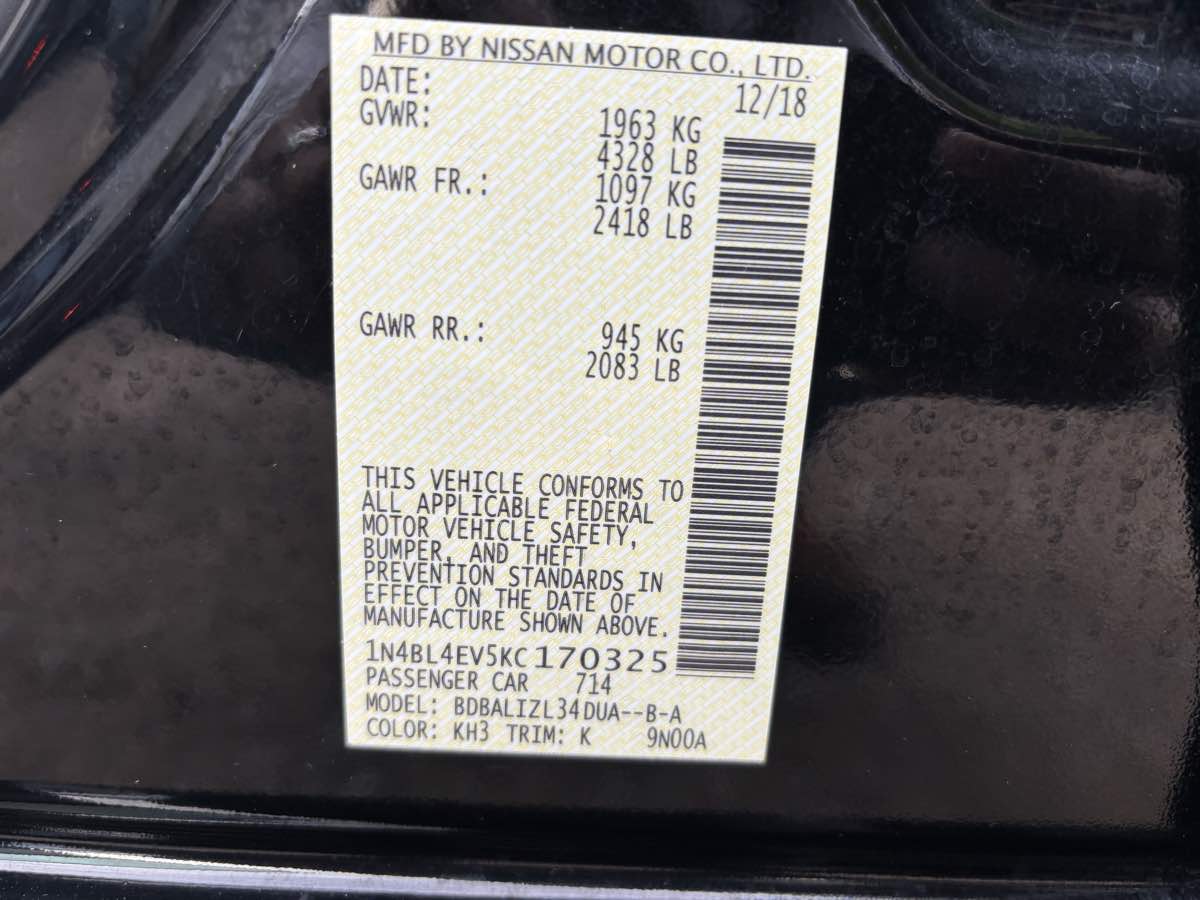 MFD BY NISSAN MOTOR CO., LTD.
DATE: 12/18
GVWR: 1963 KG
4328 LB
GAWR FR.: 1097 KG
2418 LB
GAWR RR.: 945 KG
2083 LB
THIS VEHICLE CONFORMS TO
ALL APPLICABLE FEDERAL
MOTOR VEHICLE SAFETY,
BUMPER, AND THEFT
PREVENTION STANDARDS IN
EFFECT ON THE DATE OF
MANUFACTURE SHOWN ABOVE.
1N4BL4EV5KC170325
PASSENGER CAR 714
MODEL: BDBALIZL34DUA--B-A
COLOR: KH3 TRIM: K 9N00A